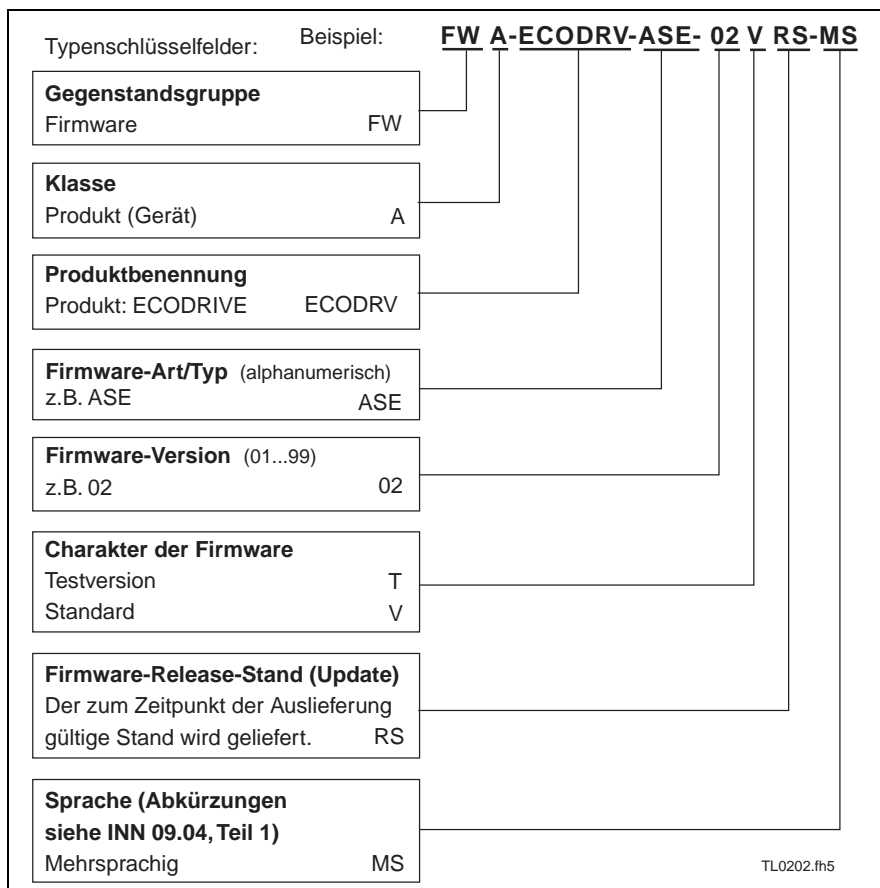 Typenschlüsselfelder: Beispiel: FW A-ECODRV-ASE- 02 V RS-MS
Gegenstandsgruppe
Firmware FW
Klasse
Produkt (Gerät) A
Produktbenennung
Produkt: ECODRIVE ECODRV
Firmware-Art/Typ (alphanumerisch)
z.B. ASE ASE
Firmware-Version (01...99)
z.B. 02 02
Charakter der Firmware
Testversion T
Standard V
Firmware-Release-Stand (Update)
Der zum Zeitpunkt der Auslieferung
gültige Stand wird geliefert. RS
Sprache (Abkürzungen
siehe INN 09.04, Teil 1)
Mehrsprachig MS
TL0202.fh5